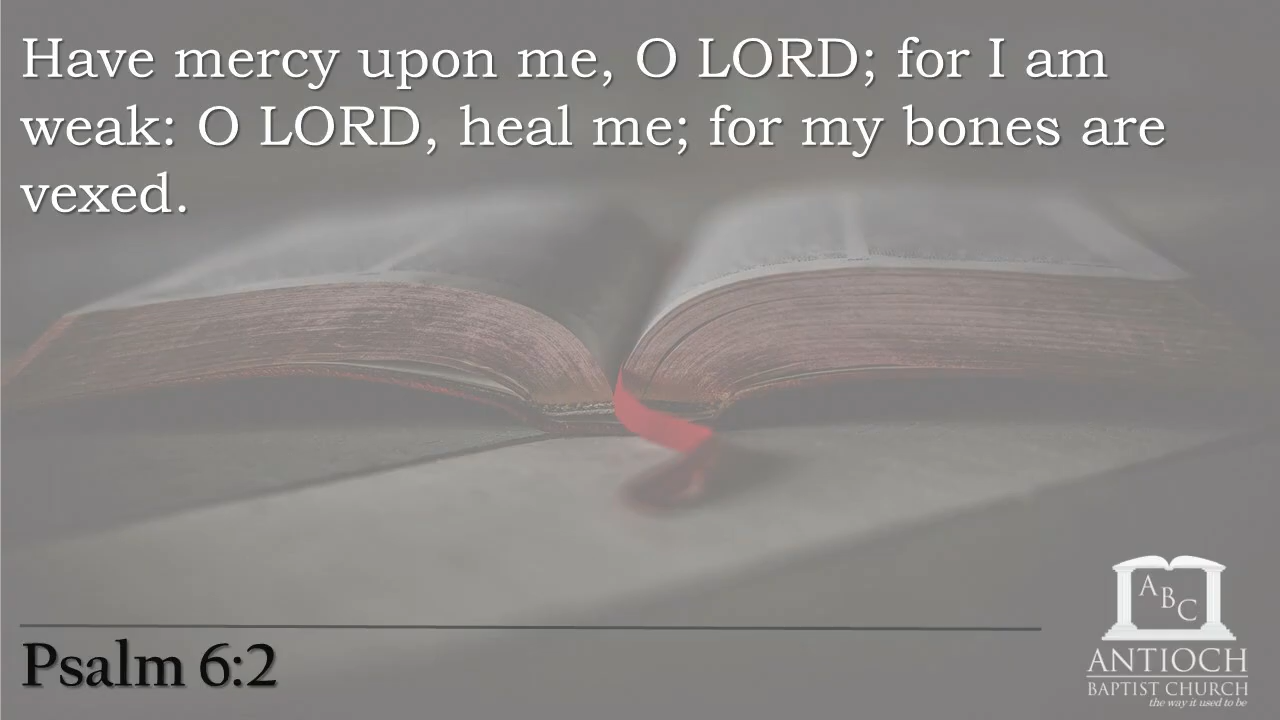 Have mercy upon me, O LORD; for I am
weak: O LORD, heal me; for my bones are
vexed.
Psalm 6:2
A B C
ANTIOCH
BAPTIST CHURCH
the way it used to be